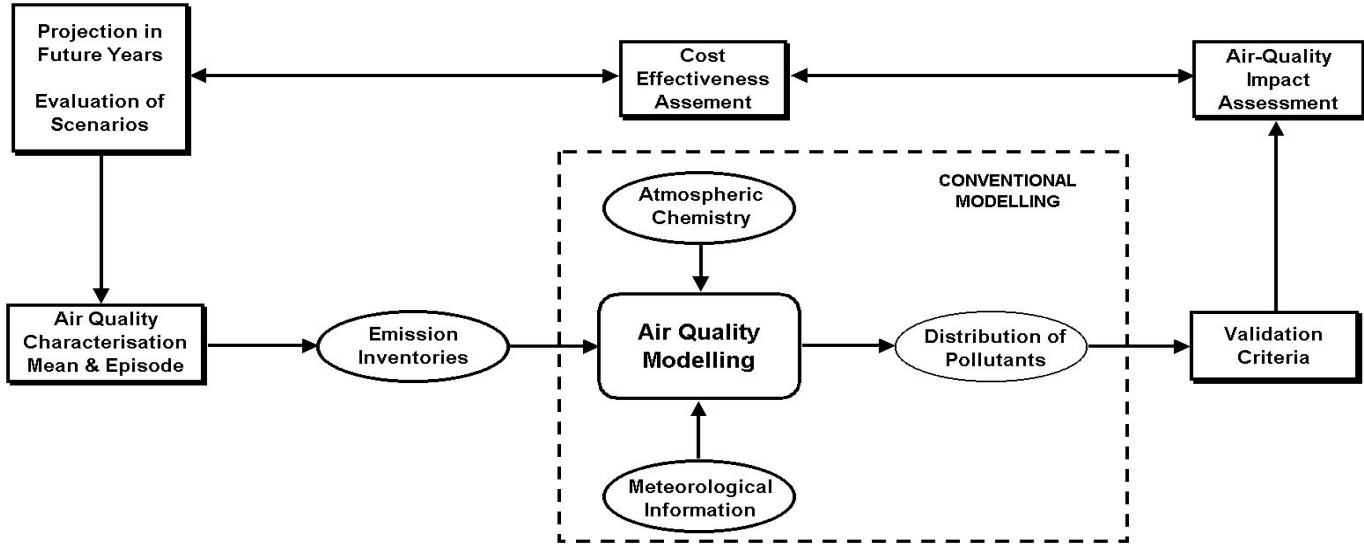 Projection in
Future Years
Evaluation of
Scenarios
Cost
Effectiveness
Assement
Air-Quality
Impact
Assessment
CONVENTIONAL
MODELLING
Atmospheric
Chemistry
Air Quality
Characterisation
Mean & Episode
Emission
Inventories
Air Quality
Modelling
Distribution of
Pollutants
Validation
Criteria
Meteorological
Information